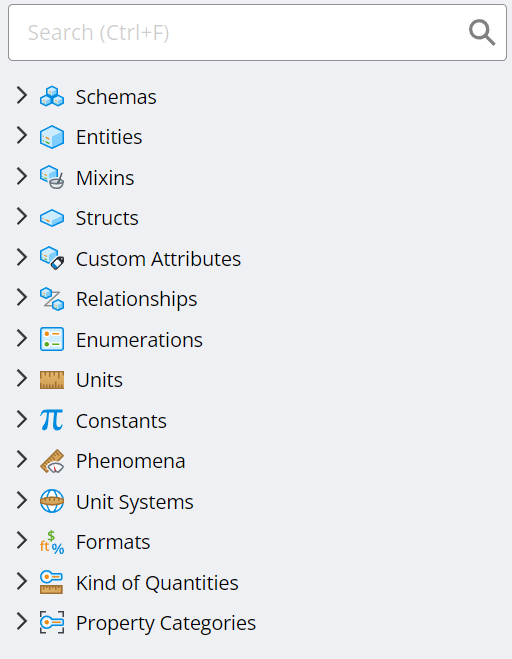 Search (Ctrl+F)
Schemas
Entities
Mixins
Structs
Custom Attributes
Relationships
Enumerations
Units
π Constants
Phenomena
Unit Systems
ft $ % Formats
Kind of Quantities
Property Categories